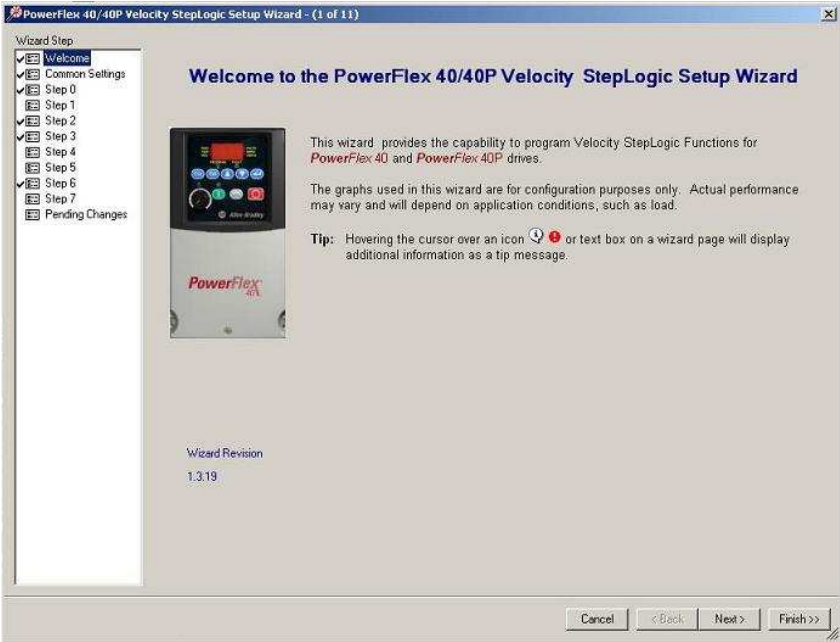 PowerFlex 40/40P Velocity StepLogic Setup Wizard - (1 of 11)
Wizard Step
Welcome
Common Settings
Step 0
Step 1
Step 2
Step 3
Step 4
Step 5
Step 6
Step 7
Pending Changes
Welcome to the PowerFlex 40/40P Velocity StepLogic Setup Wizard
This wizard provides the capability to program Velocity StepLogic Functions for
PowerFlex 40 and PowerFlex 40P drives.
The graphs used in this wizard are for configuration purposes only. Actual performance
may vary and will depend on application conditions, such as load.
Tip: Hovering the cursor over an icon or text box on a wizard page will display
additional information as a tip message.
Allen-Bradley
PowerFlex
Wizard Revision
1.3.19
Cancel
< Back
Next >
Finish >>